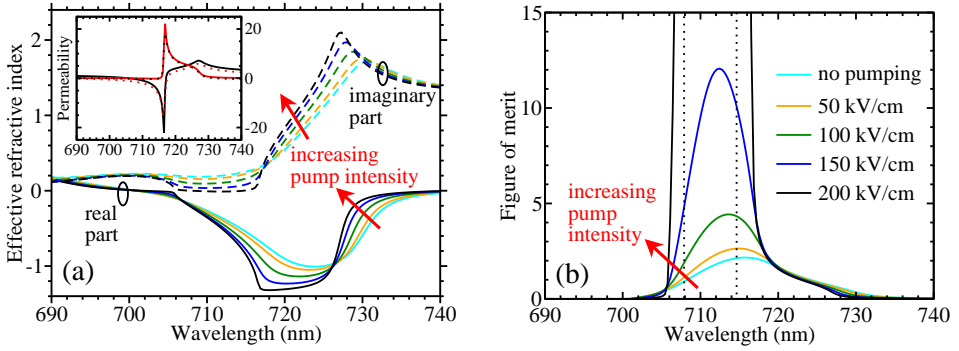 Effective refractive index
2
1
0
-1
690
700
710
720
730
740
Wavelength (nm)
(a)
Permeability
20
0
-20
690 700 710 720 730 740
imaginary
part
increasing
pump intensity
real
part
Figure of merit
15
10
5
0
690
700
710
720
730
740
Wavelength (nm)
(b)
increasing
pump
intensity
no pumping
50 kV/cm
100 kV/cm
150 kV/cm
200 kV/cm